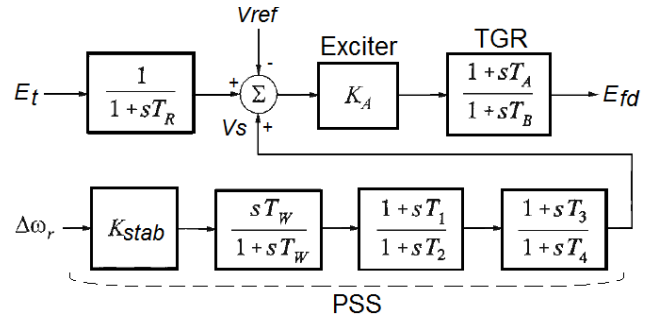 Vref
Exciter
TGR
E_t
1
1+sT_R
+
-
Σ
Vs
+
K_A
1+sT_A
1+sT_B
E_fd
Δω_r
K_stab
sT_W
1+sT_W
1+sT_1
1+sT_2
1+sT_3
1+sT_4
PSS